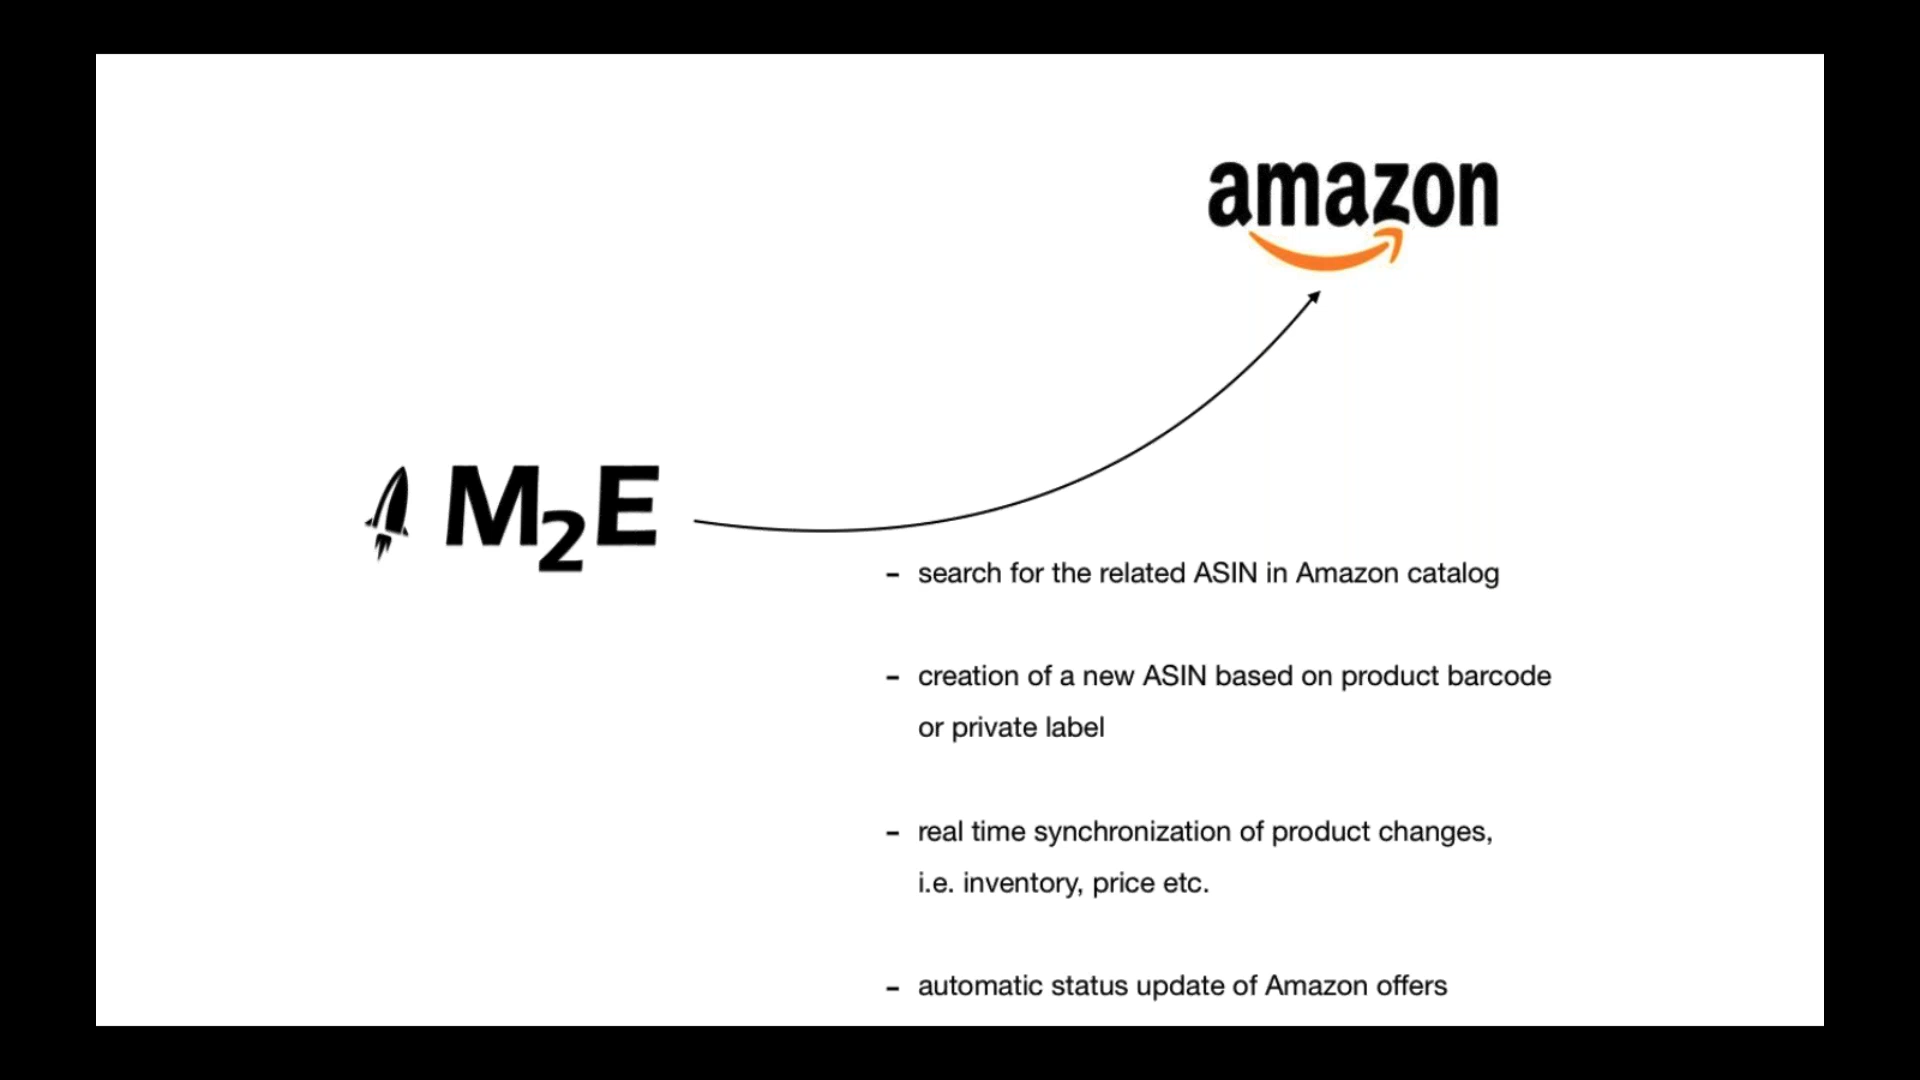 amazon
M2E
- search for the related ASIN in Amazon catalog
- creation of a new ASIN based on product barcode
or private label
- real time synchronization of product changes,
i.e. inventory, price etc.
- automatic status update of Amazon offers